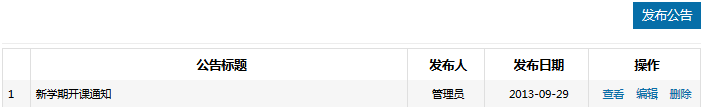 发布公告
公告标题 发布人 发布日期 操作
1 新学期开课通知 管理员 2013-09-29 查看 编辑 删除